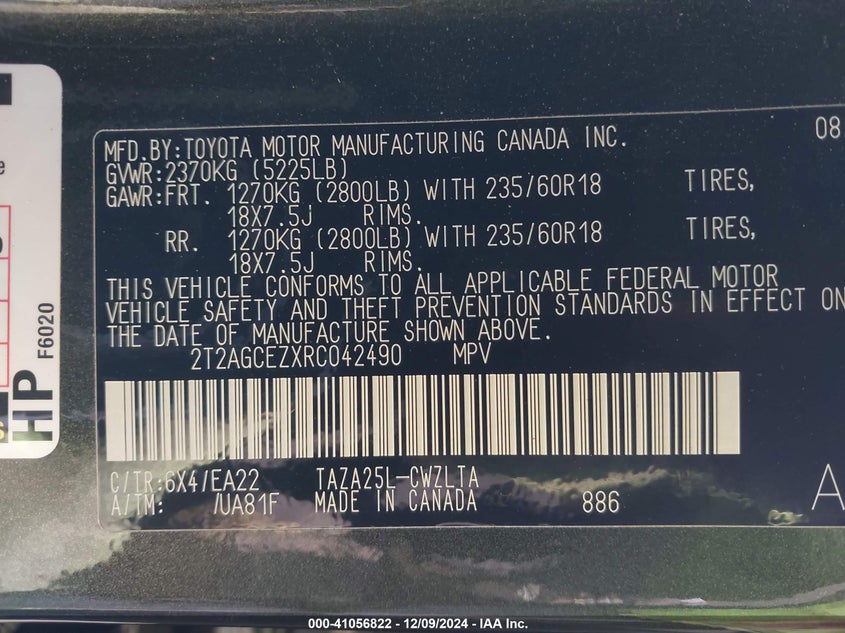 MFD.BY:TOYOTA MOTOR MANUFACTURING CANADA INC. 08
GVWR:2370KG (5225LB)
GAWR:FRT. 1270KG (2800LB) WITH 235/60R18 TIRES,
18X7.5J RIMS.
RR. 1270KG (2800LB) WITH 235/60R18 TIRES,
18X7.5J RIMS.
THIS VEHICLE CONFORMS TO ALL APPLICABLE FEDERAL MOTOR
VEHICLE SAFETY AND THEFT PREVENTION STANDARDS IN EFFECT ON
THE DATE OF MANUFACTURE SHOWN ABOVE.
2T2AGCEZXRC042490 MPV
C/TR:6X4/EA22 TAZA25L-CWZLTA
A/TM: /UA81F MADE IN CANADA 886 A
HP F6020
000-41056822 - 12/09/2024 - IAA Inc.